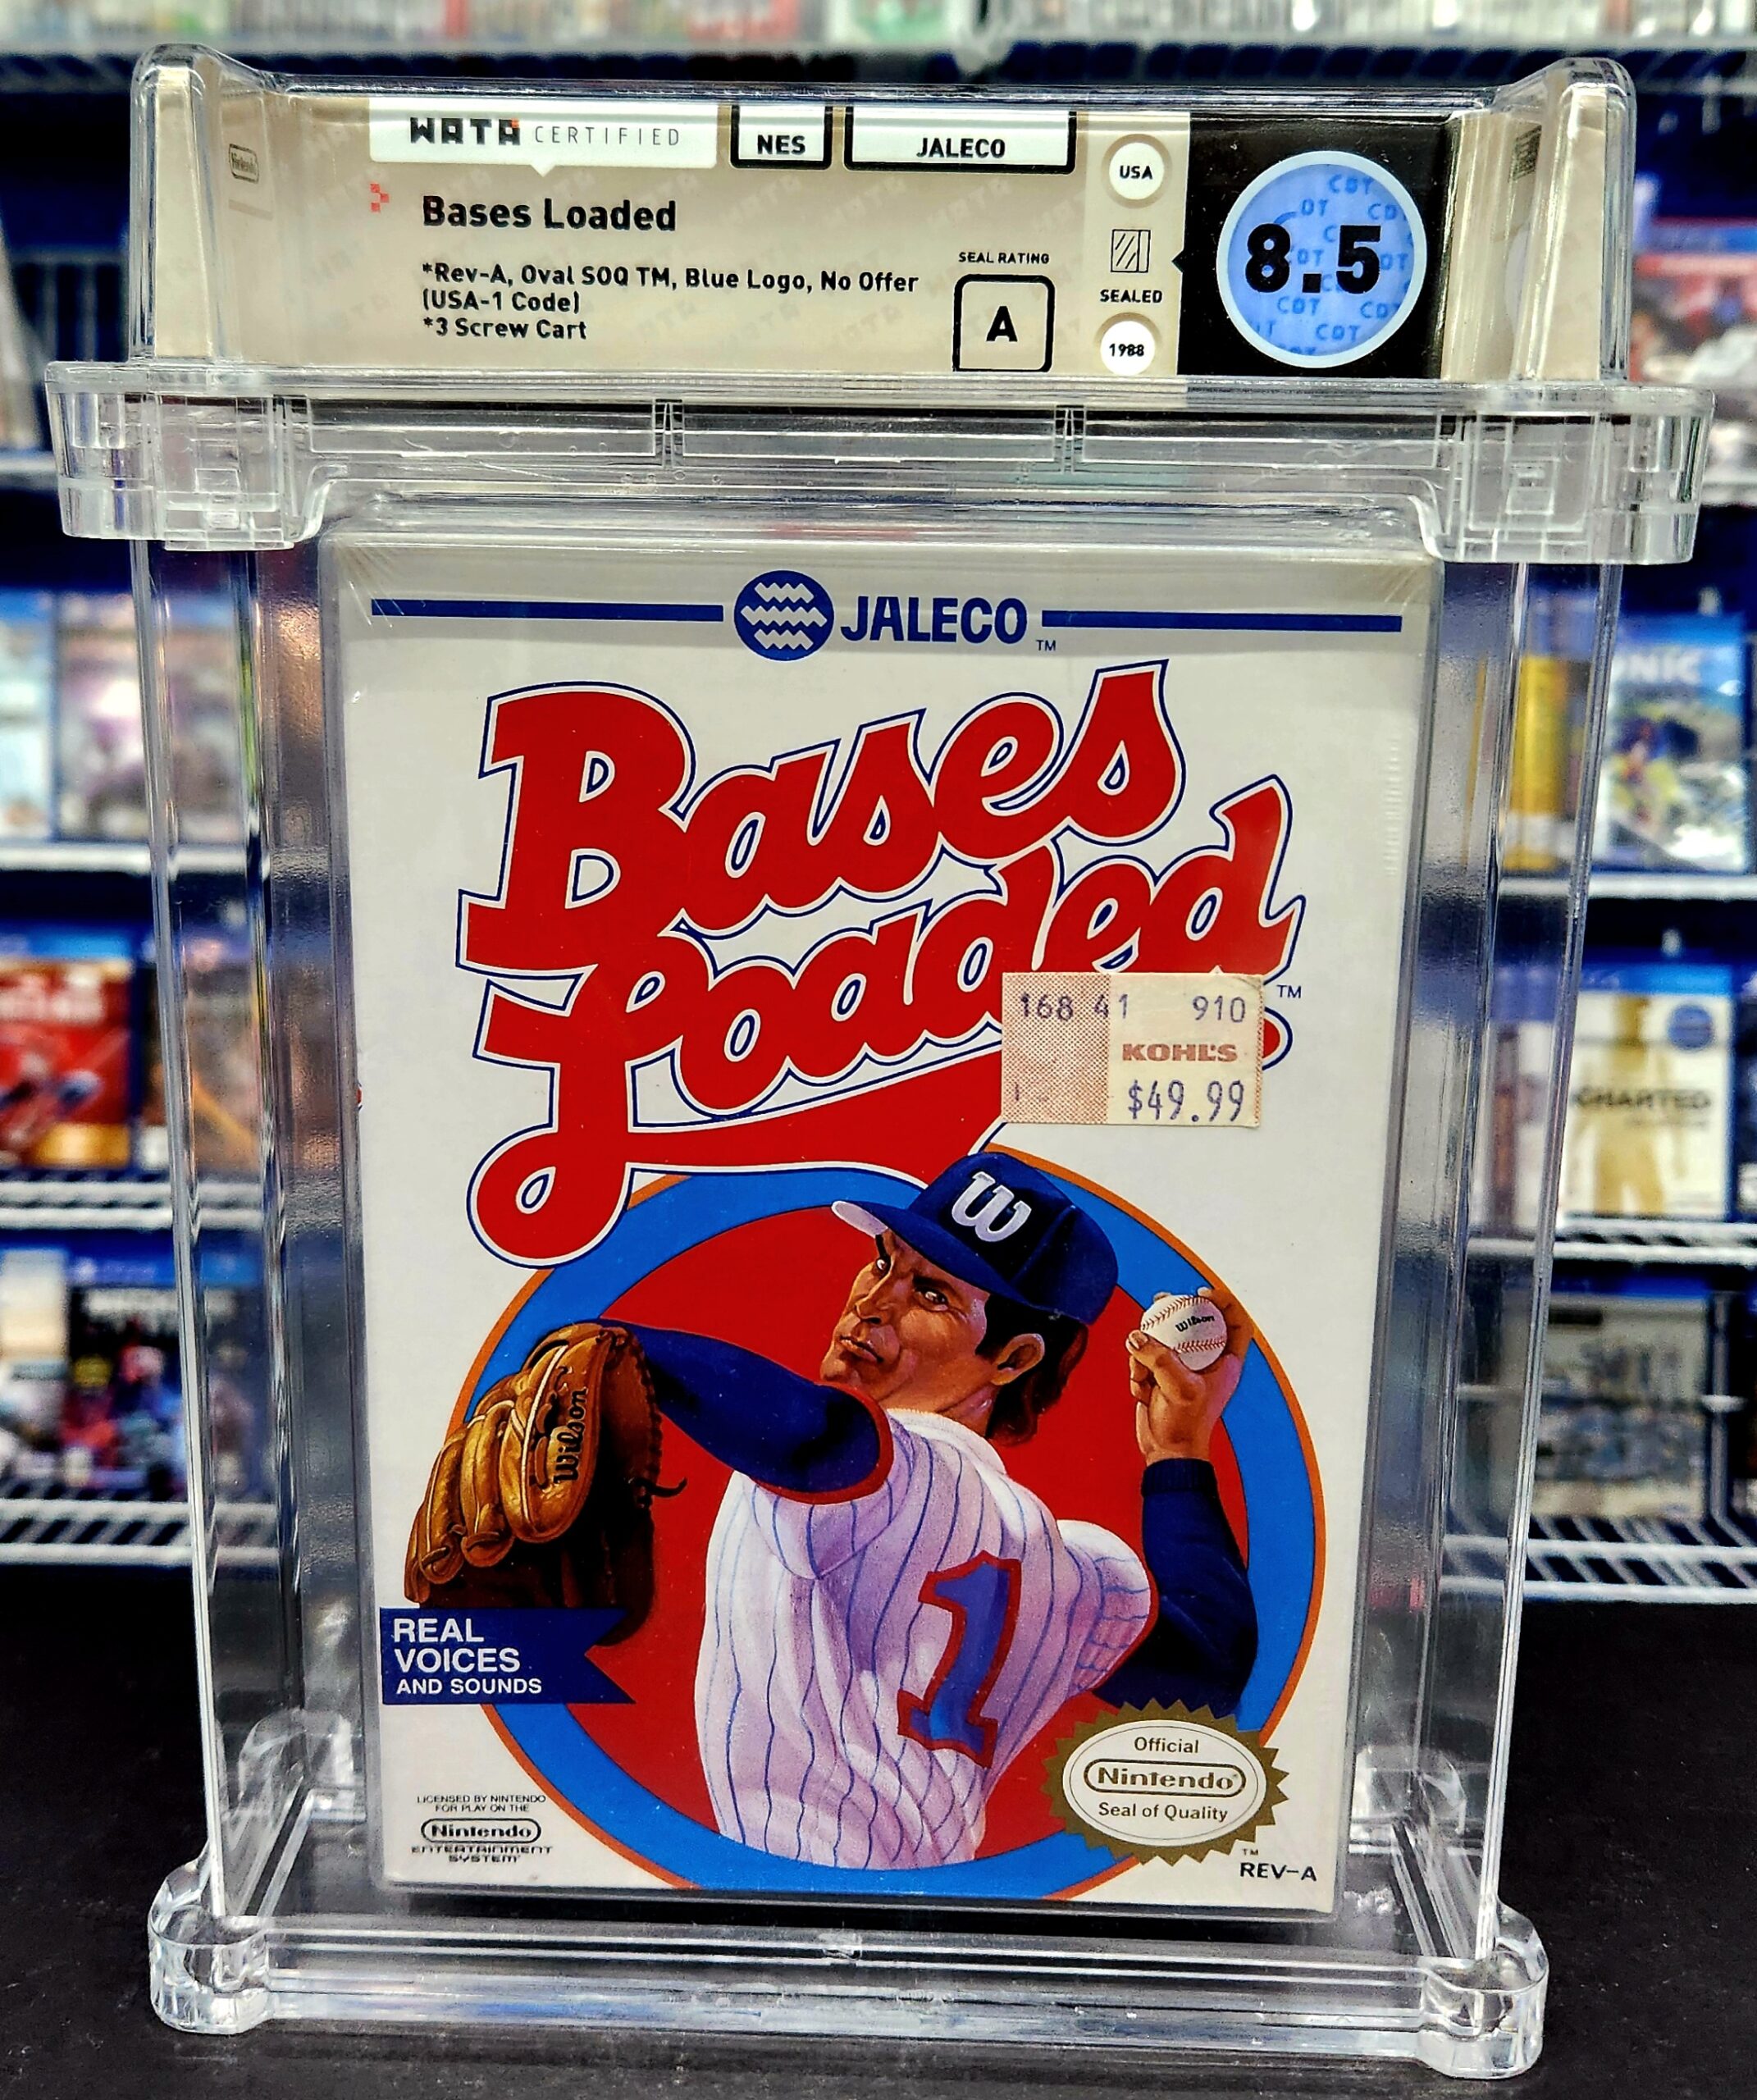 WATA CERTIFIED
NES
JALECO
USA
Bases Loaded
*Rev-A, Oval SOQ TM, Blue Logo, No Offer
(USA-1 Code)
*3 Screw Cart
SEAL RATING
A
SEALED
1988
8.5
JALECO TM
Bases
Loaded
TM
168 41 910
KOHL'S
$49.99
W
Wilson
Wilson
1
REAL
VOICES
AND SOUNDS
LICENSED BY NINTENDO
FOR PLAY ON THE
Nintendo
ENTERTAINMENT
SYSTEM
Official
Nintendo
Seal of Quality
TM
REV-A
UNCHARTED